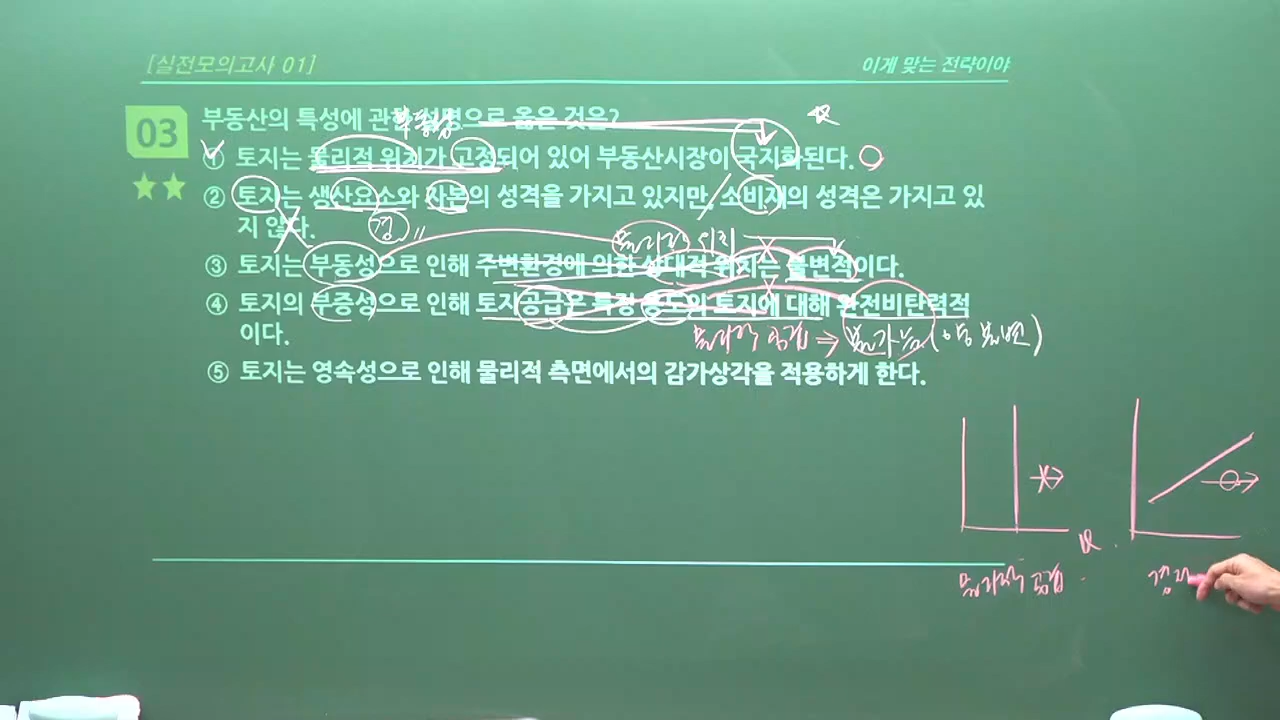 [실전모의고사 01]
이게 맞는 전략이야
03 부동산의 특성에 관한 설명으로 옳은 것은?
① 토지는 물리적 위치가 고정되어 있어 부동산시장이 국지화된다.
② 토지는 생산요소와 자본의 성격을 가지고 있지만, 소비재의 성격은 가지고 있
지 않다.
물리적 위치
③ 토지는 부동성으로 인해 주변환경에 의한 상대적 위치는 불변적이다.
④ 토지의 부증성으로 인해 토지공급은 특정 용도의 토지에 대해 완전비탄력적
이다.
물리적 공급 ⇒ 불가능
⑤ 토지는 영속성으로 인해 물리적 측면에서의 감가상각을 적용하게 한다.
물리적 공급
경제